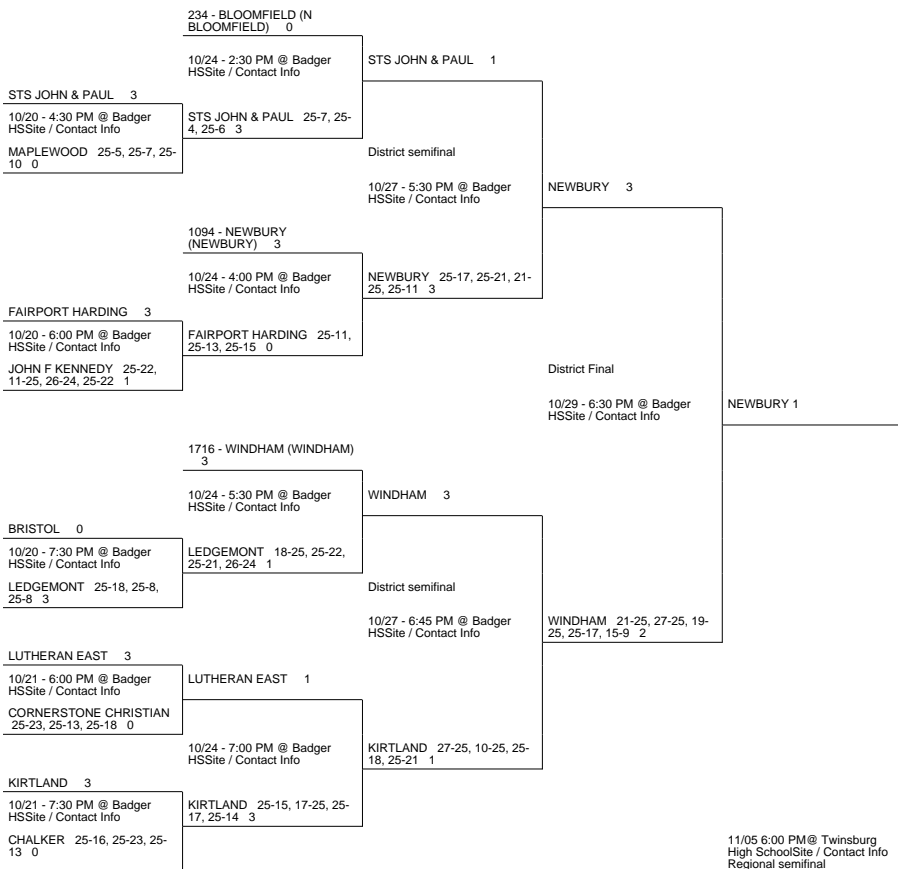 234 - BLOOMFIELD (N
BLOOMFIELD) 0
10/24 - 2:30 PM @ Badger
HSSite / Contact Info
STS JOHN & PAUL 1
STS JOHN & PAUL 3
10/20 - 4:30 PM @ Badger
HSSite / Contact Info
STS JOHN & PAUL 25-7, 25-
4, 25-6 3
MAPLEWOOD 25-5, 25-7, 25-
10 0
District semifinal
10/27 - 5:30 PM @ Badger
HSSite / Contact Info
NEWBURY 3
1094 - NEWBURY
(NEWBURY) 3
10/24 - 4:00 PM @ Badger
HSSite / Contact Info
NEWBURY 25-17, 25-21, 21-
25, 25-11 3
FAIRPORT HARDING 3
10/20 - 6:00 PM @ Badger
HSSite / Contact Info
FAIRPORT HARDING 25-11,
25-13, 25-15 0
JOHN F KENNEDY 25-22,
11-25, 26-24, 25-22 1
District Final
10/29 - 6:30 PM @ Badger
HSSite / Contact Info
NEWBURY 1
1716 - WINDHAM (WINDHAM)
3
10/24 - 5:30 PM @ Badger
HSSite / Contact Info
WINDHAM 3
BRISTOL 0
10/20 - 7:30 PM @ Badger
HSSite / Contact Info
LEDGEMONT 18-25, 25-22,
25-21, 26-24 1
LEDGEMONT 25-18, 25-8,
25-8 3
District semifinal
10/27 - 6:45 PM @ Badger
HSSite / Contact Info
WINDHAM 21-25, 27-25, 19-
25, 25-17, 15-9 2
LUTHERAN EAST 3
10/21 - 6:00 PM @ Badger
HSSite / Contact Info
LUTHERAN EAST 1
CORNERSTONE CHRISTIAN
25-23, 25-13, 25-18 0
10/24 - 7:00 PM @ Badger
HSSite / Contact Info
KIRTLAND 27-25, 10-25, 25-
18, 25-21 1
KIRTLAND 3
10/21 - 7:30 PM @ Badger
HSSite / Contact Info
KIRTLAND 25-15, 17-25, 25-
17, 25-14 3
CHALKER 25-16, 25-23, 25-
13 0
11/05 6:00 PM@ Twinsburg
High SchoolSite / Contact Info
Regional semifinal